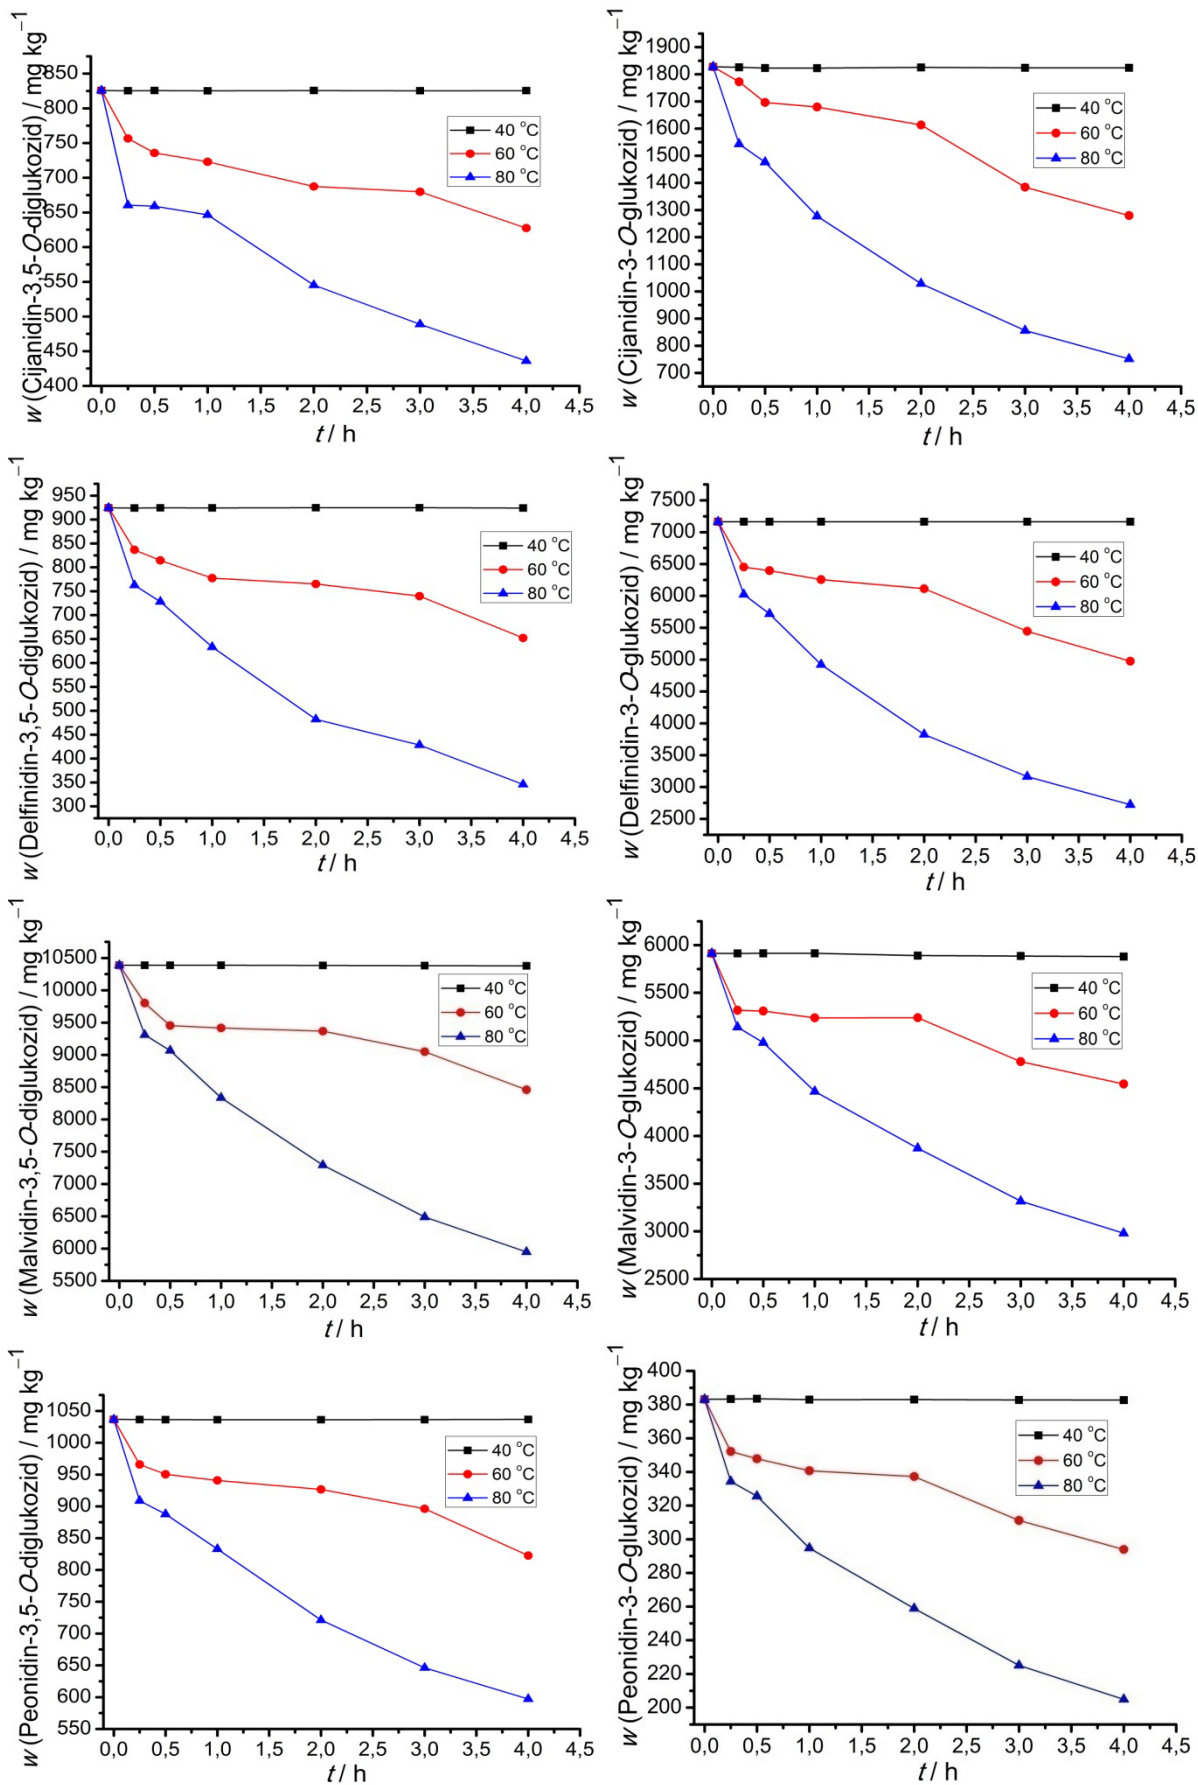 w (Cijanidin-3,5-O-diglukozid) / mg kg⁻¹
850
800
750
700
650
600
550
500
450
400
40 °C
60 °C
80 °C
0,0 0,5 1,0 1,5 2,0 2,5 3,0 3,5 4,0 4,5
t / h
w (Cijanidin-3-O-glukozid) / mg kg⁻¹
1900
1800
1700
1600
1500
1400
1300
1200
1100
1000
900
800
700
40 °C
60 °C
80 °C
0,0 0,5 1,0 1,5 2,0 2,5 3,0 3,5 4,0 4,5
t / h
w (Delfinidin-3,5-O-diglukozid) / mg kg⁻¹
950
900
850
800
750
700
650
600
550
500
450
400
350
300
40 °C
60 °C
80 °C
0,0 0,5 1,0 1,5 2,0 2,5 3,0 3,5 4,0 4,5
t / h
w (Delfinidin-3-O-glukozid) / mg kg⁻¹
7500
7000
6500
6000
5500
5000
4500
4000
3500
3000
2500
40 °C
60 °C
80 °C
0,0 0,5 1,0 1,5 2,0 2,5 3,0 3,5 4,0 4,5
t / h
w (Malvidin-3,5-O-diglukozid) / mg kg⁻¹
10500
10000
9500
9000
8500
8000
7500
7000
6500
6000
5500
40 °C
60 °C
80 °C
0,0 0,5 1,0 1,5 2,0 2,5 3,0 3,5 4,0 4,5
t / h
w (Malvidin-3-O-glukozid) / mg kg⁻¹
6000
5500
5000
4500
4000
3500
3000
2500
40 °C
60 °C
80 °C
0,0 0,5 1,0 1,5 2,0 2,5 3,0 3,5 4,0 4,5
t / h
w (Peonidin-3,5-O-diglukozid) / mg kg⁻¹
1050
1000
950
900
850
800
750
700
650
600
550
40 °C
60 °C
80 °C
0,0 0,5 1,0 1,5 2,0 2,5 3,0 3,5 4,0 4,5
t / h
w (Peonidin-3-O-glukozid) / mg kg⁻¹
400
380
360
340
320
300
280
260
240
220
200
40 °C
60 °C
80 °C
0,0 0,5 1,0 1,5 2,0 2,5 3,0 3,5 4,0 4,5
t / h